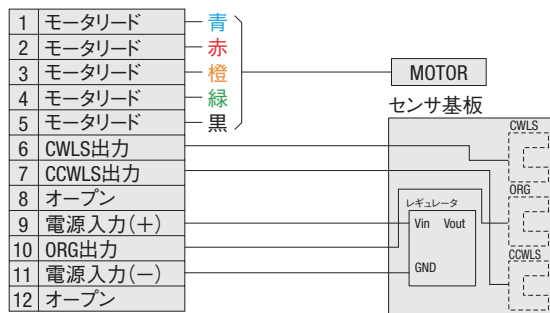 1 モータリード 青
2 モータリード 赤
3 モータリード 橙
4 モータリード 緑
5 モータリード 黒
6 CWLS出力
7 CCWLS出力
8 オープン
9 電源入力(+)
10 ORG出力
11 電源入力(−)
12 オープン
MOTOR
センサ基板
CWLS
ORG
CCWLS
レギュレータ
Vin Vout
GND